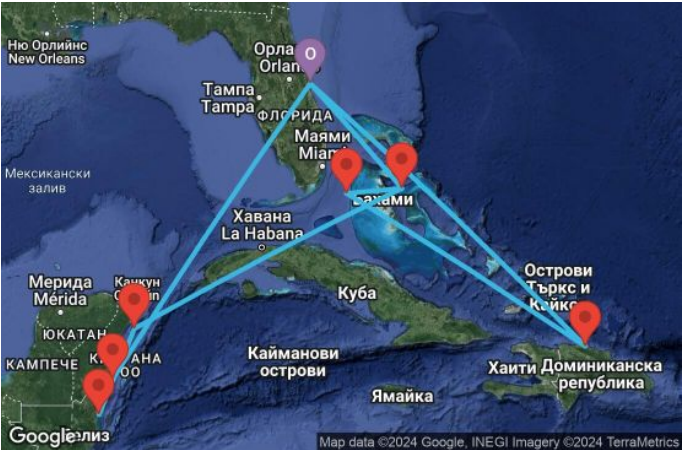 Ню Орлийнс
New Orleans
Орла
Orlan
O
Тампа
Tampa
ФЛОРИДА
Маями
Miam
Мексикански
залив
Бахами
Хавана
La Habana
Мерида
Mérida
Канкун
ЮКАТАН
КАМПЕЧЕ
Куба
Кайманови
острови
Ямайка
Острови
Търкс и
Кайко
Хаити
Доминиканска
република
Google
Map data ©2024 Google, INEGI Imagery ©2024 TerraMetrics